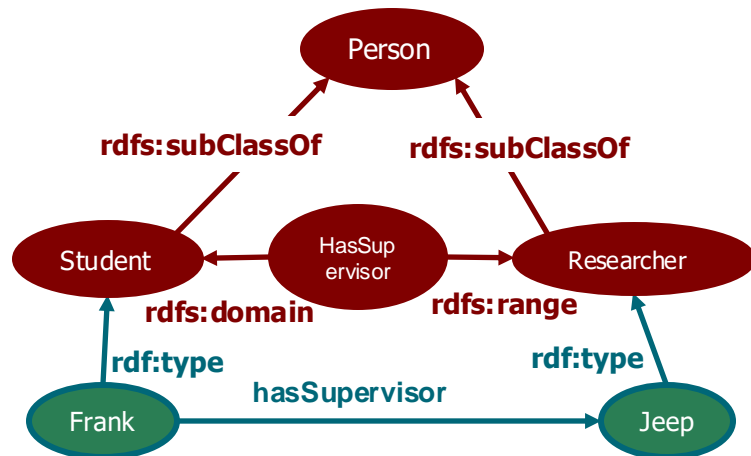 Person
rdfs:subClassOf
rdfs:subClassOf
Student
HasSup
ervisor
Researcher
rdfs:domain
rdfs:range
rdf:type
rdf:type
hasSupervisor
Frank
Jeep